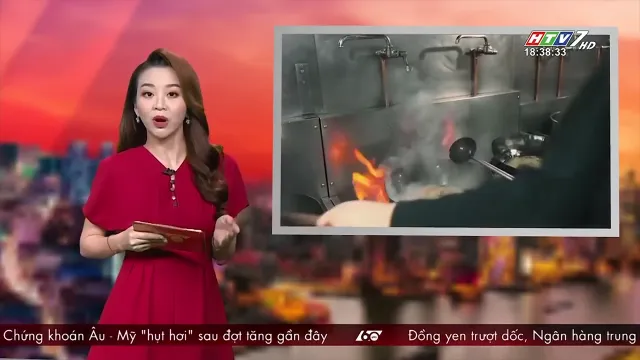 HTV7 HD
18:38:33
Chứng khoán Âu - Mỹ "hụt hơi" sau đợt tăng gần đây
60
Đồng yen trượt dốc, Ngân hàng trung